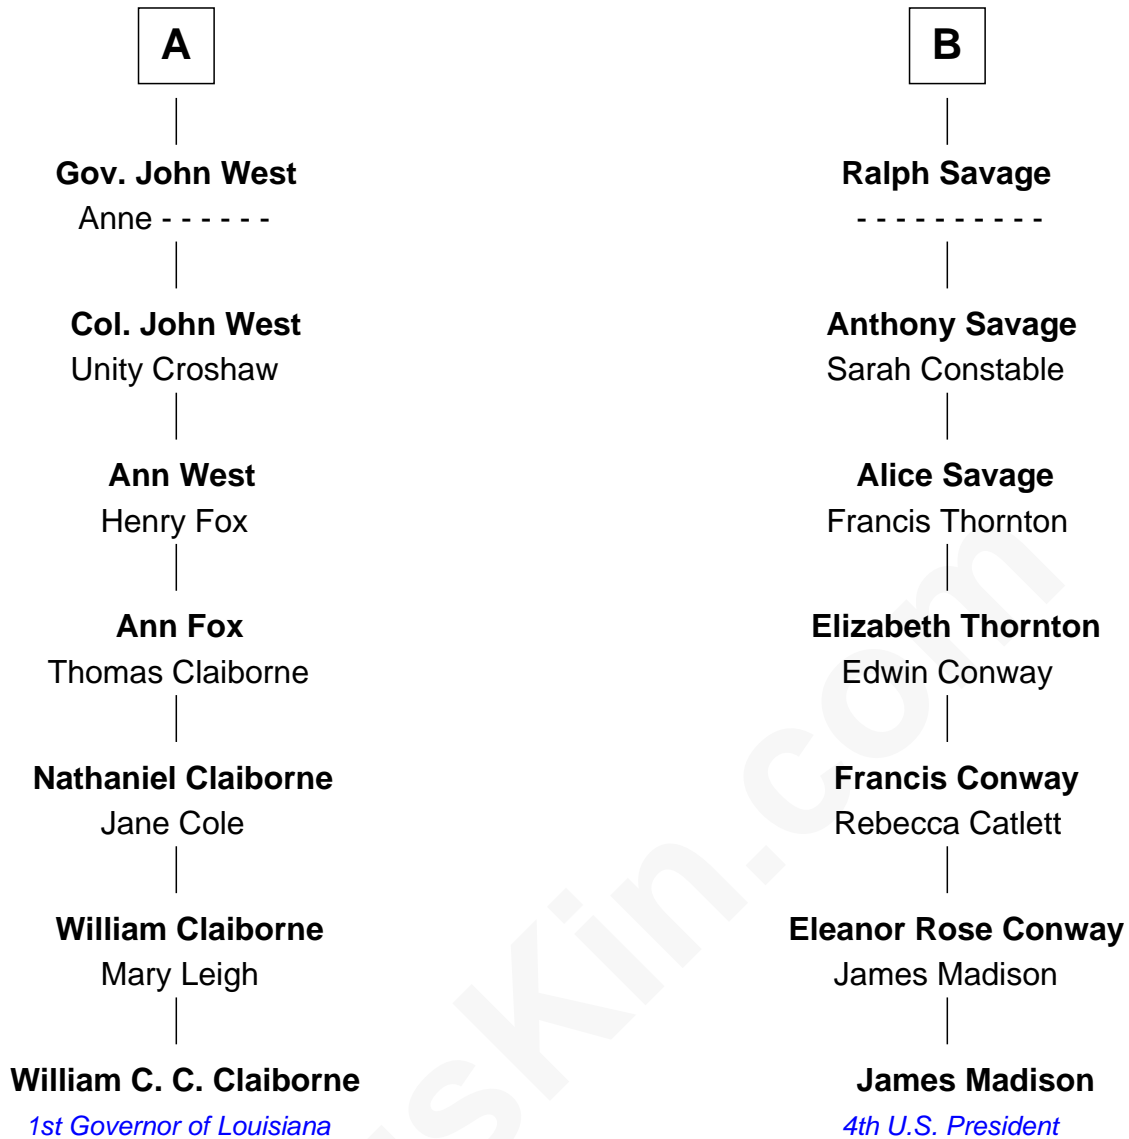 A
Gov. John West
Anne - - - - - -
Col. John West
Unity Croshaw
Ann West
Henry Fox
Ann Fox
Thomas Claiborne
Nathaniel Claiborne
Jane Cole
William Claiborne
Mary Leigh
William C. C. Claiborne
1st Governor of Louisiana
B
Ralph Savage
- - - - - - - - - -
Anthony Savage
Sarah Constable
Alice Savage
Francis Thornton
Elizabeth Thornton
Edwin Conway
Francis Conway
Rebecca Catlett
Eleanor Rose Conway
James Madison
James Madison
4th U.S. President